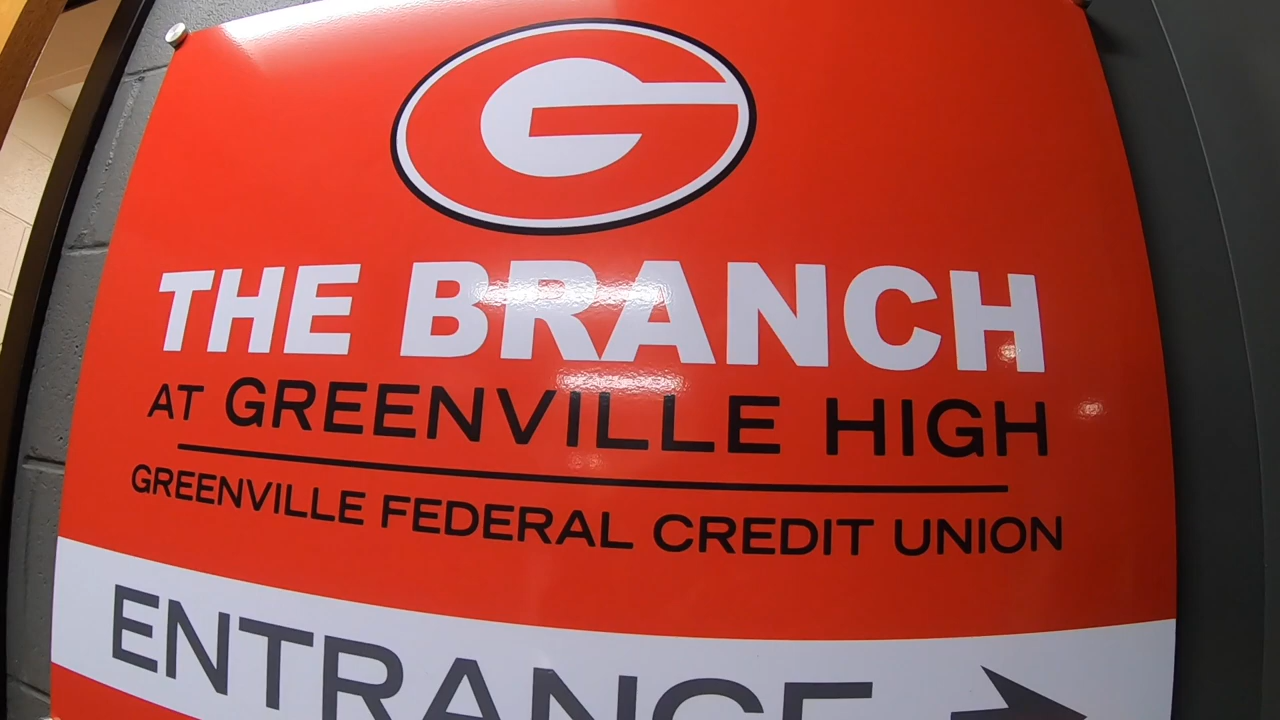 G
THE BRANCH
AT GREENVILLE HIGH
GREENVILLE FEDERAL CREDIT UNION
ENTRANCE